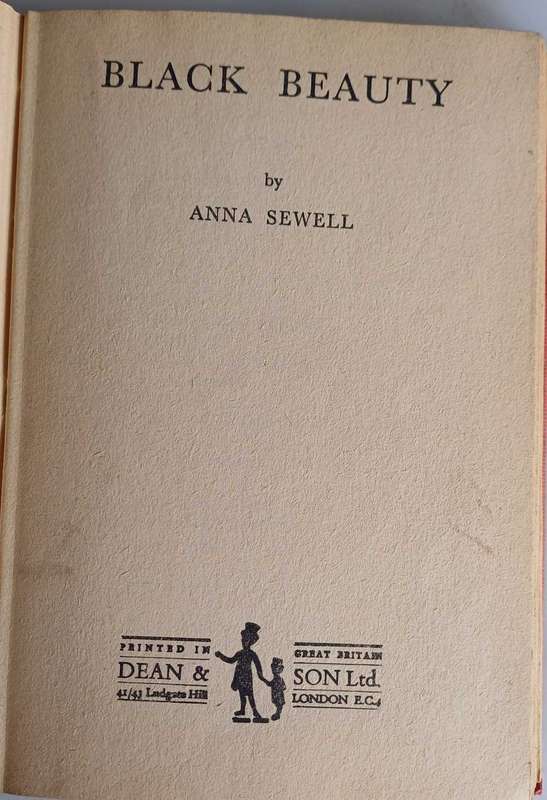 BLACK BEAUTY
by
ANNA SEWELL
PRINTED IN GREAT BRITAIN
DEAN & SON Ltd.
41/43 Ludgate Hill LONDON E.C.4